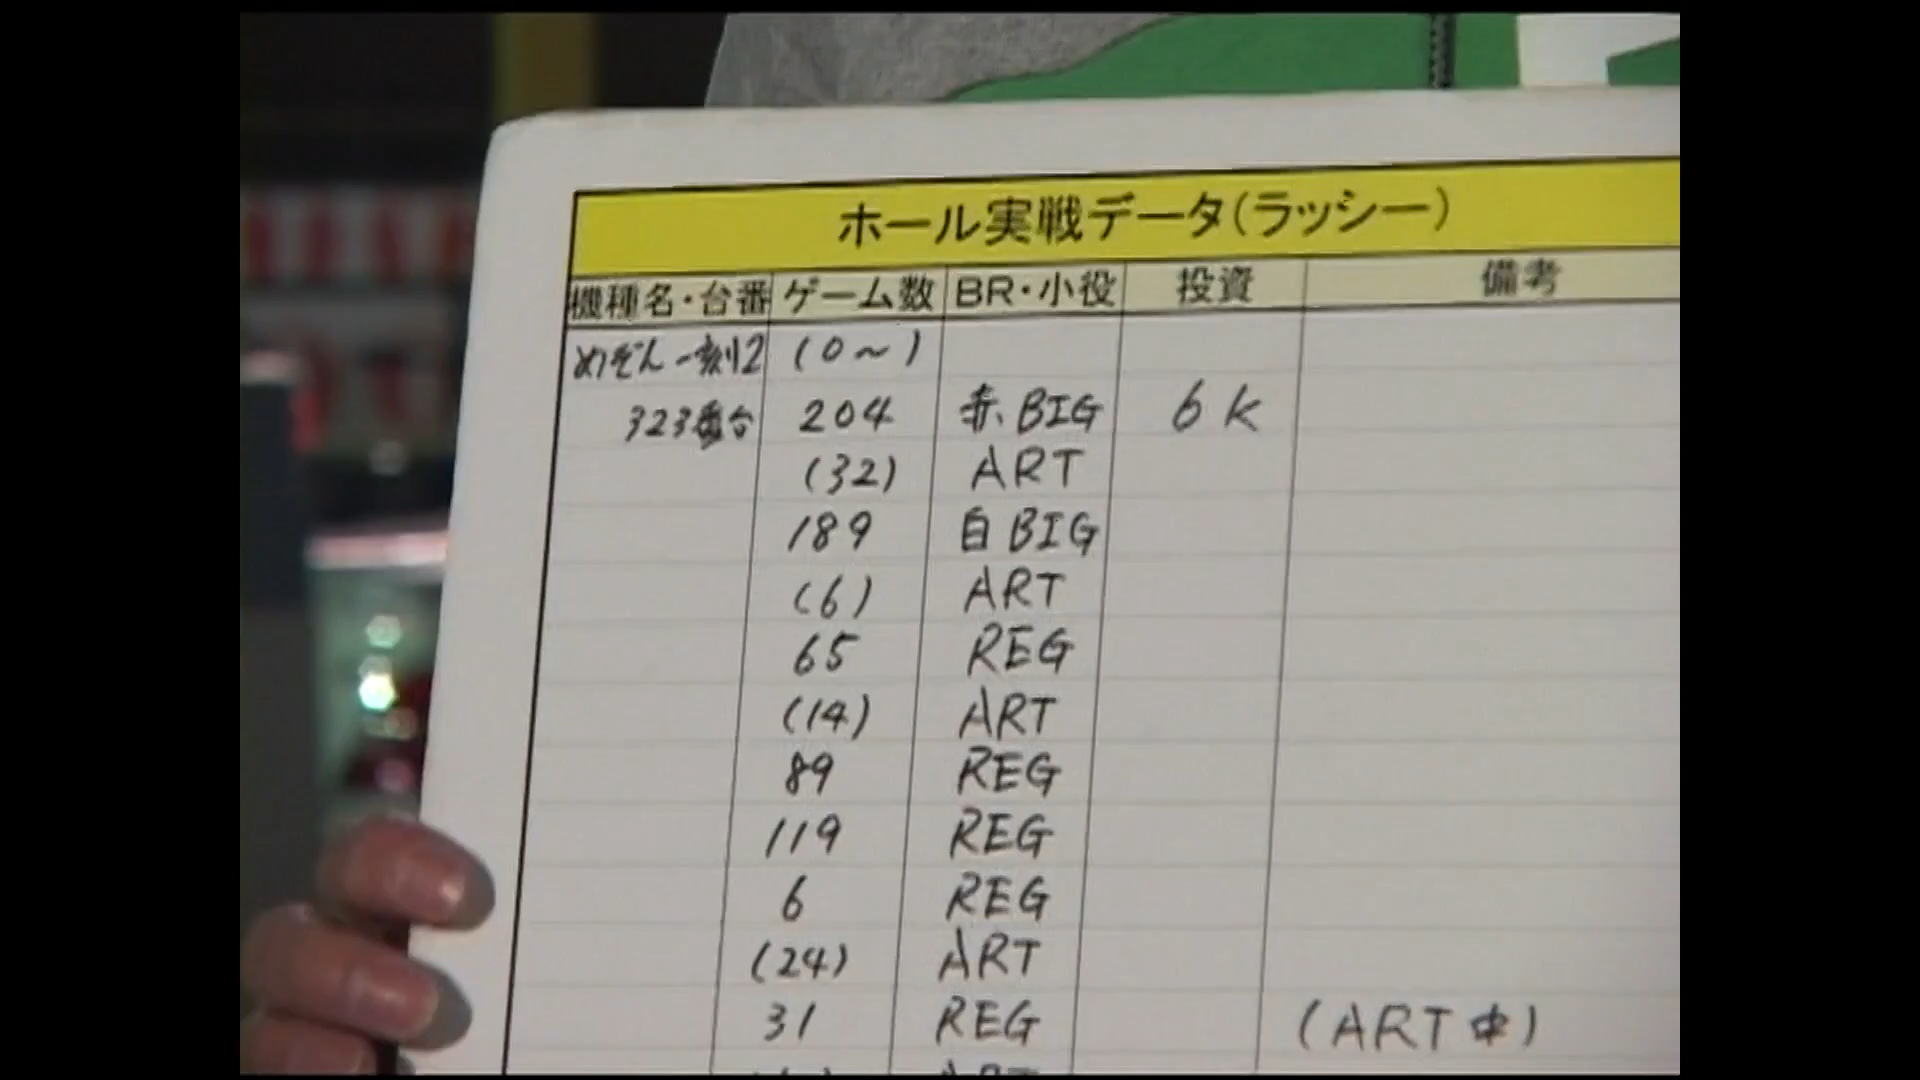 ホール実戦データ(ラッシー)
機種名・台番 ゲーム数 BR・小役 投資 備考
めぞん一刻2 (0~)
323番台 204 赤BIG 6K
(32) ART
189 白BIG
(6) ART
65 REG
(14) ART
89 REG
119 REG
6 REG
(24) ART
31 REG (ART中)
ART